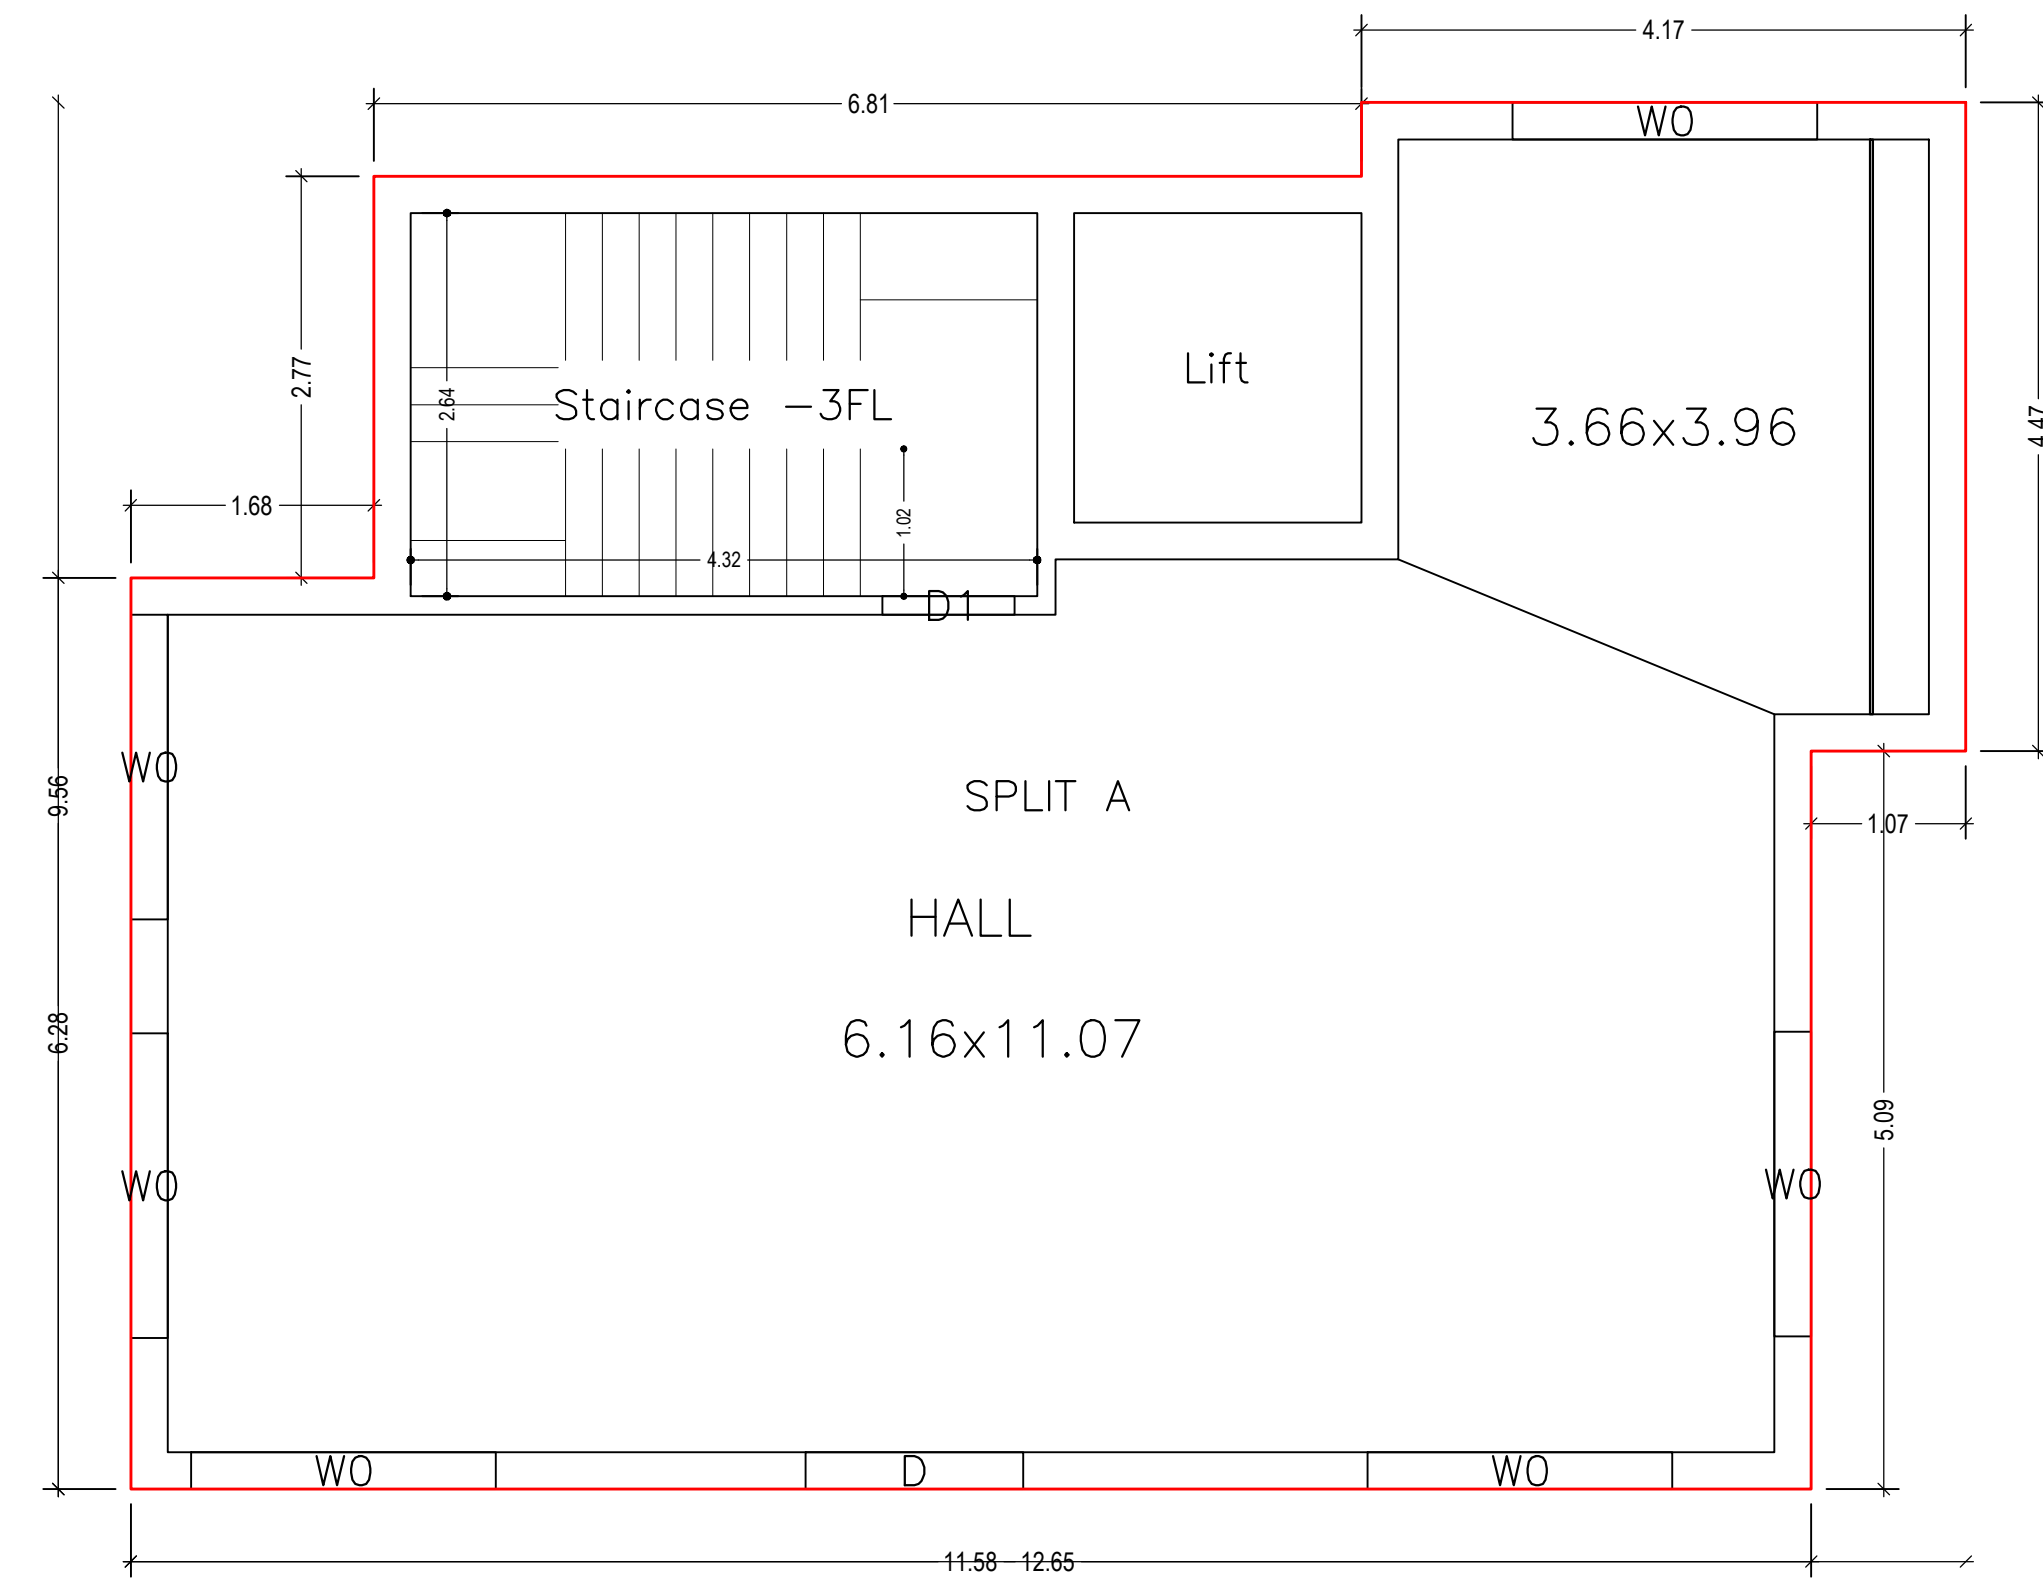 4.17
6.81
WO
2.77
2.64
Staircase -3FL
Lift
3.66x3.96
4.47
1.68
1.02
4.32
D1
WO
9.56
SPLIT A
1.07
HALL
6.28
6.16x11.07
5.09
WO
WO
WO
D
WO
11.58 12.65